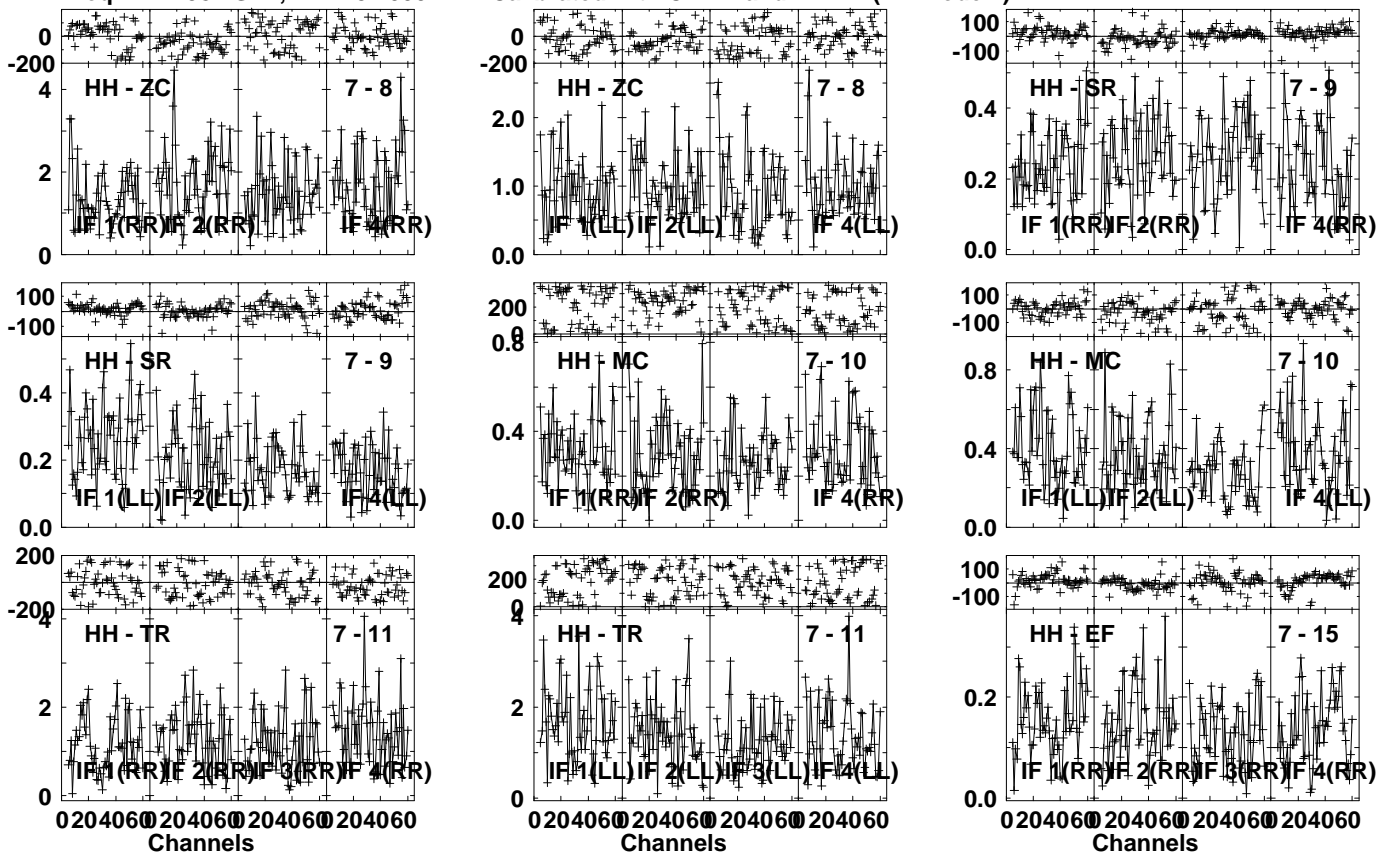 0 0 100
-200 -200 -100
4 HH - ZC 7 - 8 HH - ZC 7 - 8 HH - SR 7 - 9
2.0 0.4
2 1.0 0.2
IF 1(RR) IF 2(RR) IF 4(RR) IF 1(LL) IF 2(LL) IF 4(LL) IF 1(RR) IF 2(RR) IF 4(RR)
0 0.0 0.0
100 200 100
-100 0 -100
HH - SR 7 - 9 0.8 HH - MC 7 - 10 HH - MC 7 - 10
0.4 0.4 0.8
0.2 0.4
IF 1(LL) IF 2(LL) IF 4(LL) IF 1(RR) IF 2(RR) IF 4(RR) IF 1(LL) IF 2(LL) IF 4(LL)
0.0 0.0 0.0
200 200 100
-200 0 -100
4 HH - TR 7 - 11 4 HH - TR 7 - 11 HH - EF 7 - 15
2 2 0.2
IF 1(RR) IF 2(RR) IF 3(RR) IF 4(RR) IF 1(LL) IF 2(LL) IF 3(LL) IF 4(LL) IF 1(RR) IF 2(RR) IF 3(RR) IF 4(RR)
0 0 0.0
0 20 40 60 0 20 40 60 0 20 40 60 0 20 40 60 0 20 40 60 0 20 40 60 0 20 40 60 0 20 40 60 0 20 40 60 0 20 40 60 0 20 40 60 0 20 40 60
Channels Channels Channels